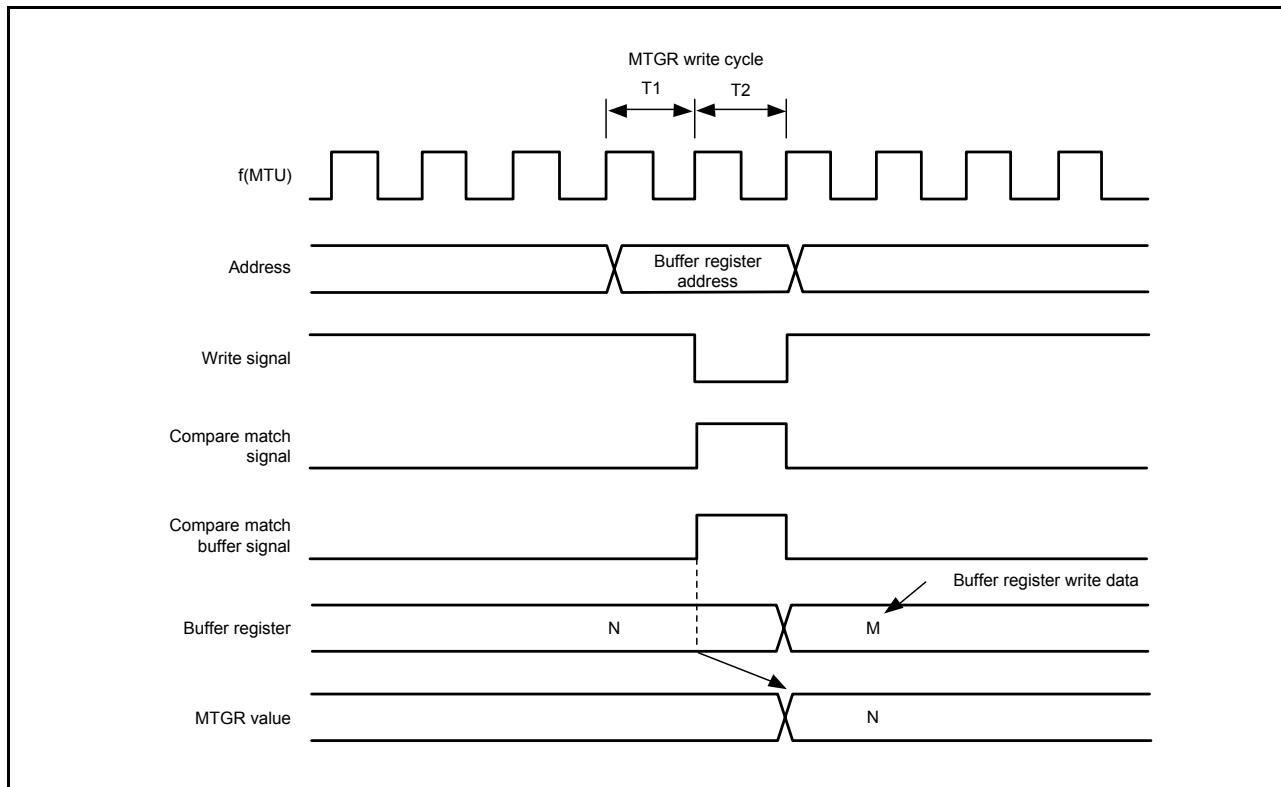 MTGR write cycle
T1
T2
f(MTU)
Address
Buffer register
address
Write signal
Compare match
signal
Compare match
buffer signal
Buffer register write data
Buffer register
N
M
MTGR value
N